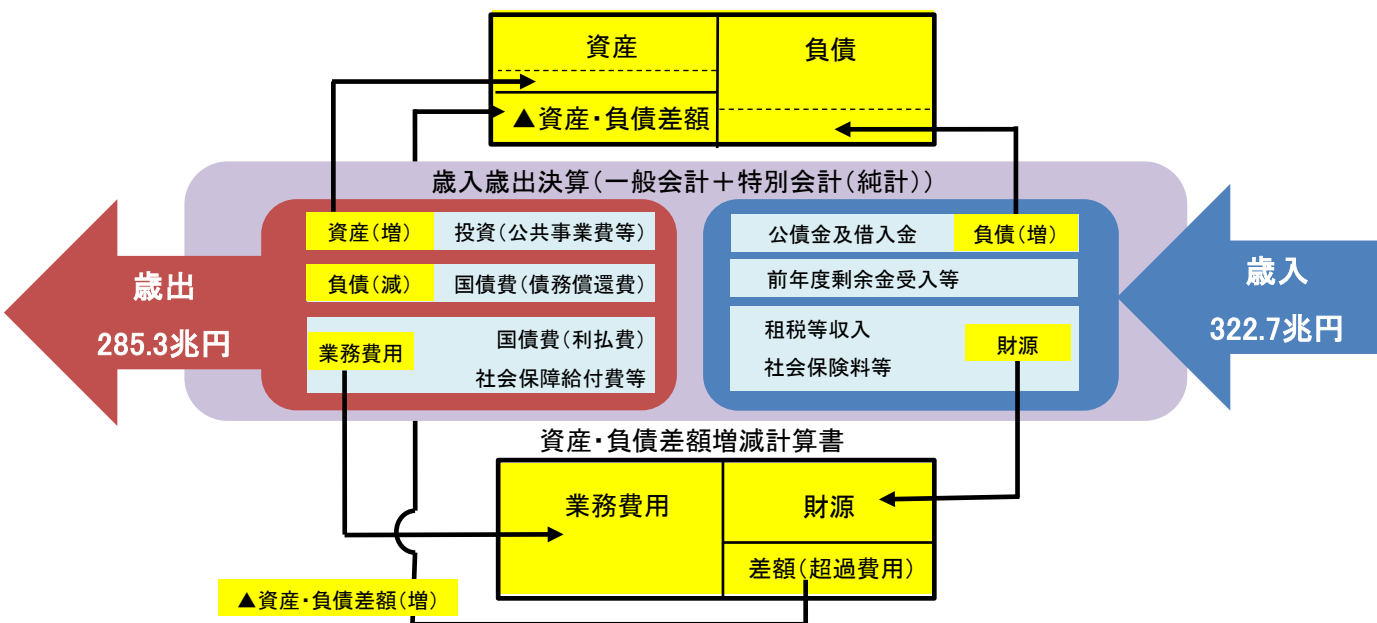 資産
負債
▲資産・負債差額
歳入歳出決算(一般会計+特別会計(純計))
資産(増)
投資(公共事業費等)
負債(減)
国債費(債務償還費)
業務費用
国債費(利払費)
社会保障給付費等
公債金及借入金
負債(増)
前年度剰余金受入等
租税等収入
社会保険料等
財源
歳出
285.3兆円
歳入
322.7兆円
資産・負債差額増減計算書
業務費用
財源
差額(超過費用)
▲資産・負債差額(増)